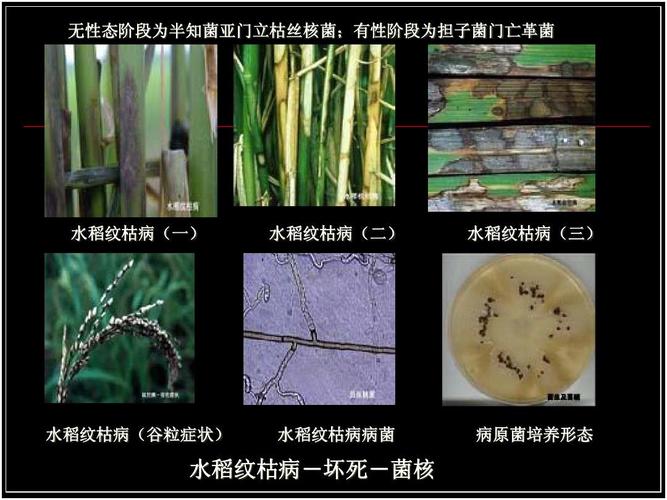 无性态阶段为半知菌亚门立枯丝核菌；有性阶段为担子菌门亡革菌
水稻纹枯病（一）
水稻纹枯病（二）
水稻纹枯病（三）
水稻纹枯病（谷粒症状）
水稻纹枯病病菌
病原菌培养形态
水稻纹枯病－坏死－菌核